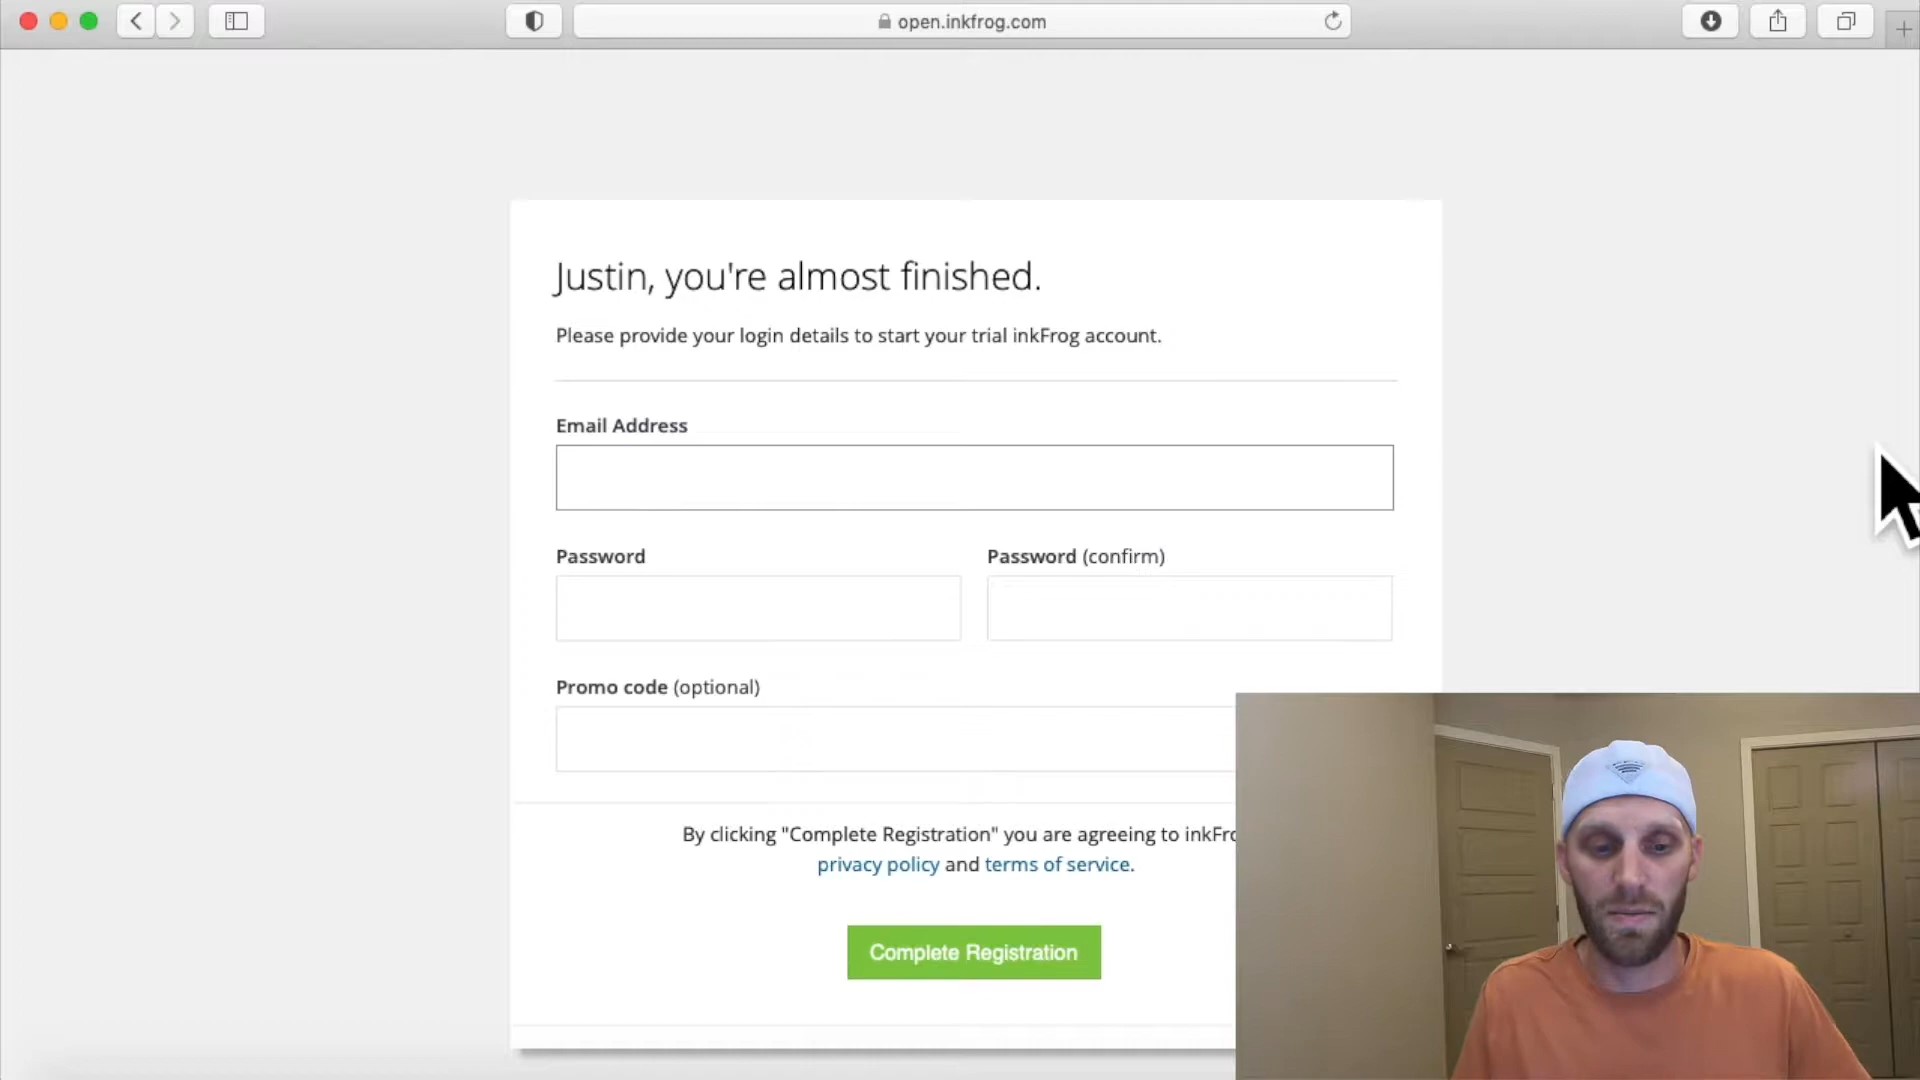 open.inkfrog.com
Justin, you're almost finished.
Please provide your login details to start your trial inkFrog account.
Email Address
Password
Password (confirm)
Promo code (optional)
By clicking "Complete Registration" you are agreeing to
privacy policy and terms of service.
Complete Registration